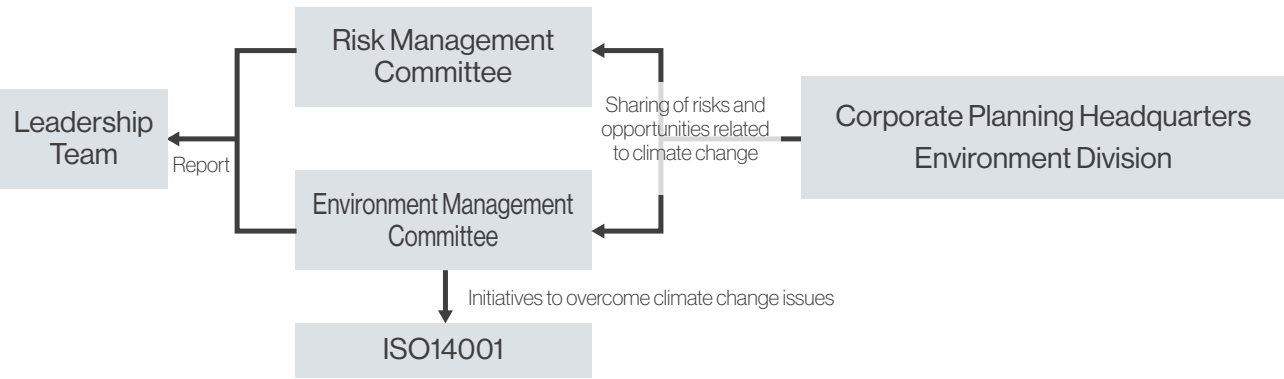 Risk Management
Committee
Leadership
Team
Report
Sharing of risks and
opportunities related
to climate change
Corporate Planning Headquarters
Environment Division
Environment Management
Committee
Initiatives to overcome climate change issues
ISO14001